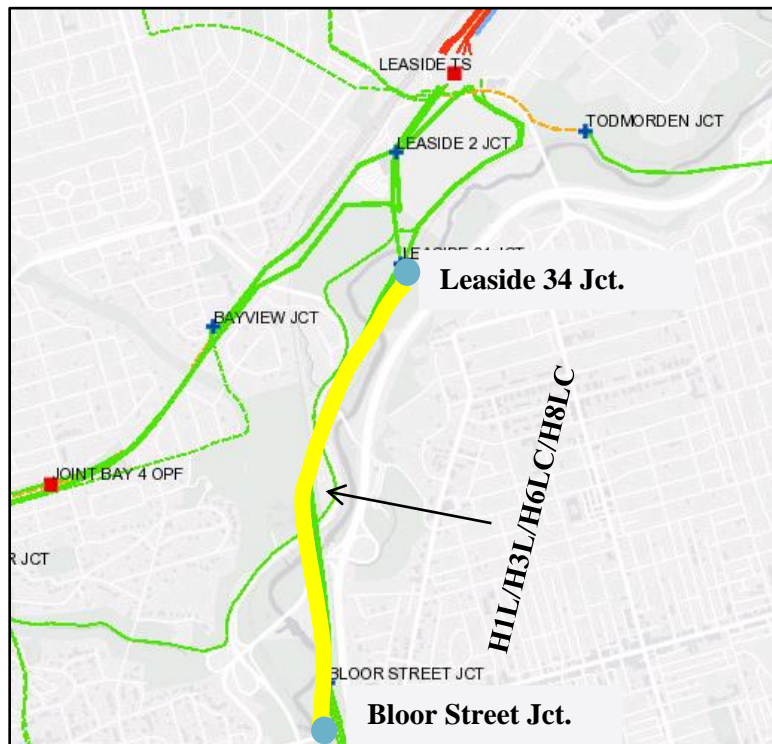 LEASIDE TS
TODMORDEN JCT
LEASIDE 2 JCT
JCT
Leaside 34 Jct.
BAYVIEW JCT
H1L/H3L/H6LC/H8LC
JOINT BAY 4 OPF
R JCT
BLOOR STREET JCT
Bloor Street Jct.